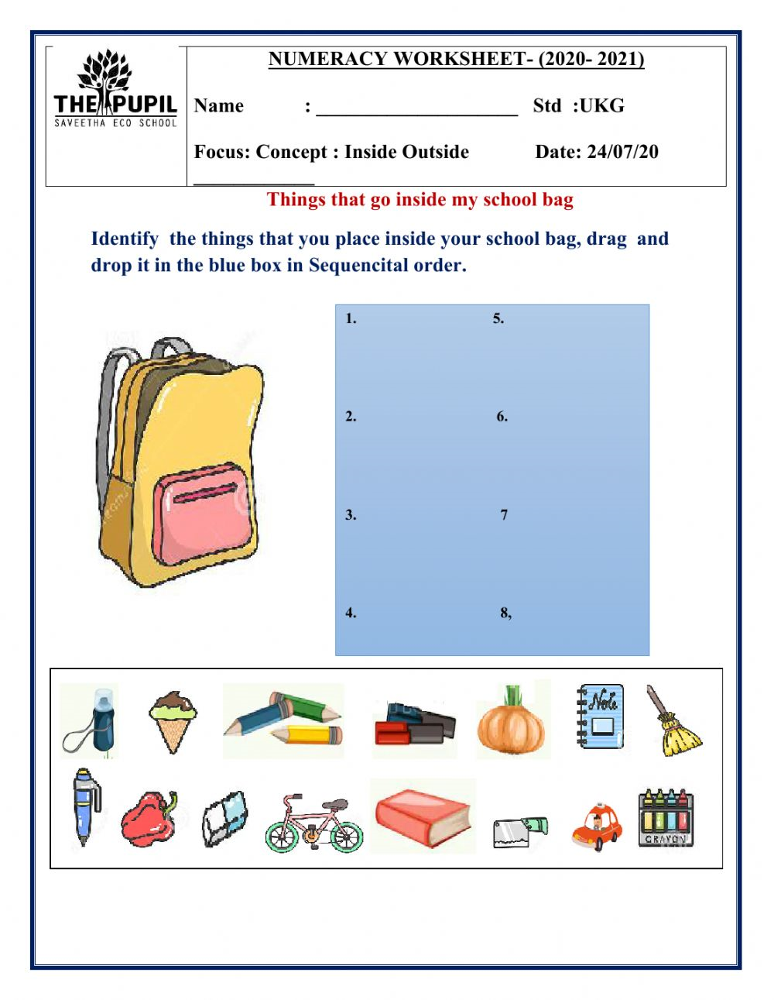 THE PUPIL
SAVEETHA ECO SCHOOL
NUMERACY WORKSHEET- (2020- 2021)
Name : ____________________ Std :UKG
Focus: Concept : Inside Outside Date: 24/07/20
____________
Things that go inside my school bag
Identify the things that you place inside your school bag, drag and
drop it in the blue box in Sequencital order.
1. 5.
2. 6.
3. 7
4. 8,
Note
CRAYON